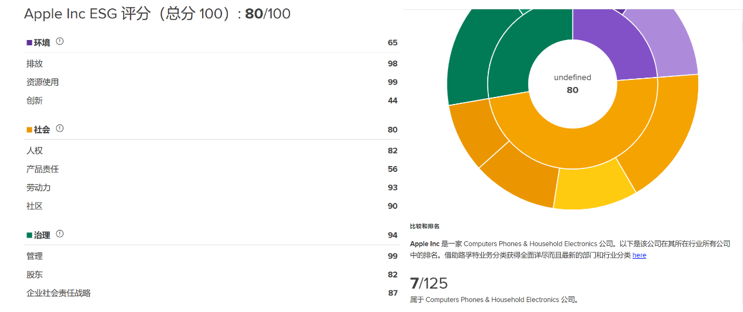 Apple Inc ESG 评分（总分 100）: 80/100
环境 65
排放 98
资源使用 99
创新 44
社会 80
人权 82
产品责任 56
劳动力 93
社区 90
治理 94
管理 99
股东 82
企业社会责任战略 87
undefined
80
比较和排名
Apple Inc 是一家 Computers Phones & Household Electronics 公司。以下是该公司在其所在行业所有公司
中的排名。借助路孚特业务分类获得全面详尽而且最新的部门和行业分类 here
7/125
属于 Computers Phones & Household Electronics 公司。